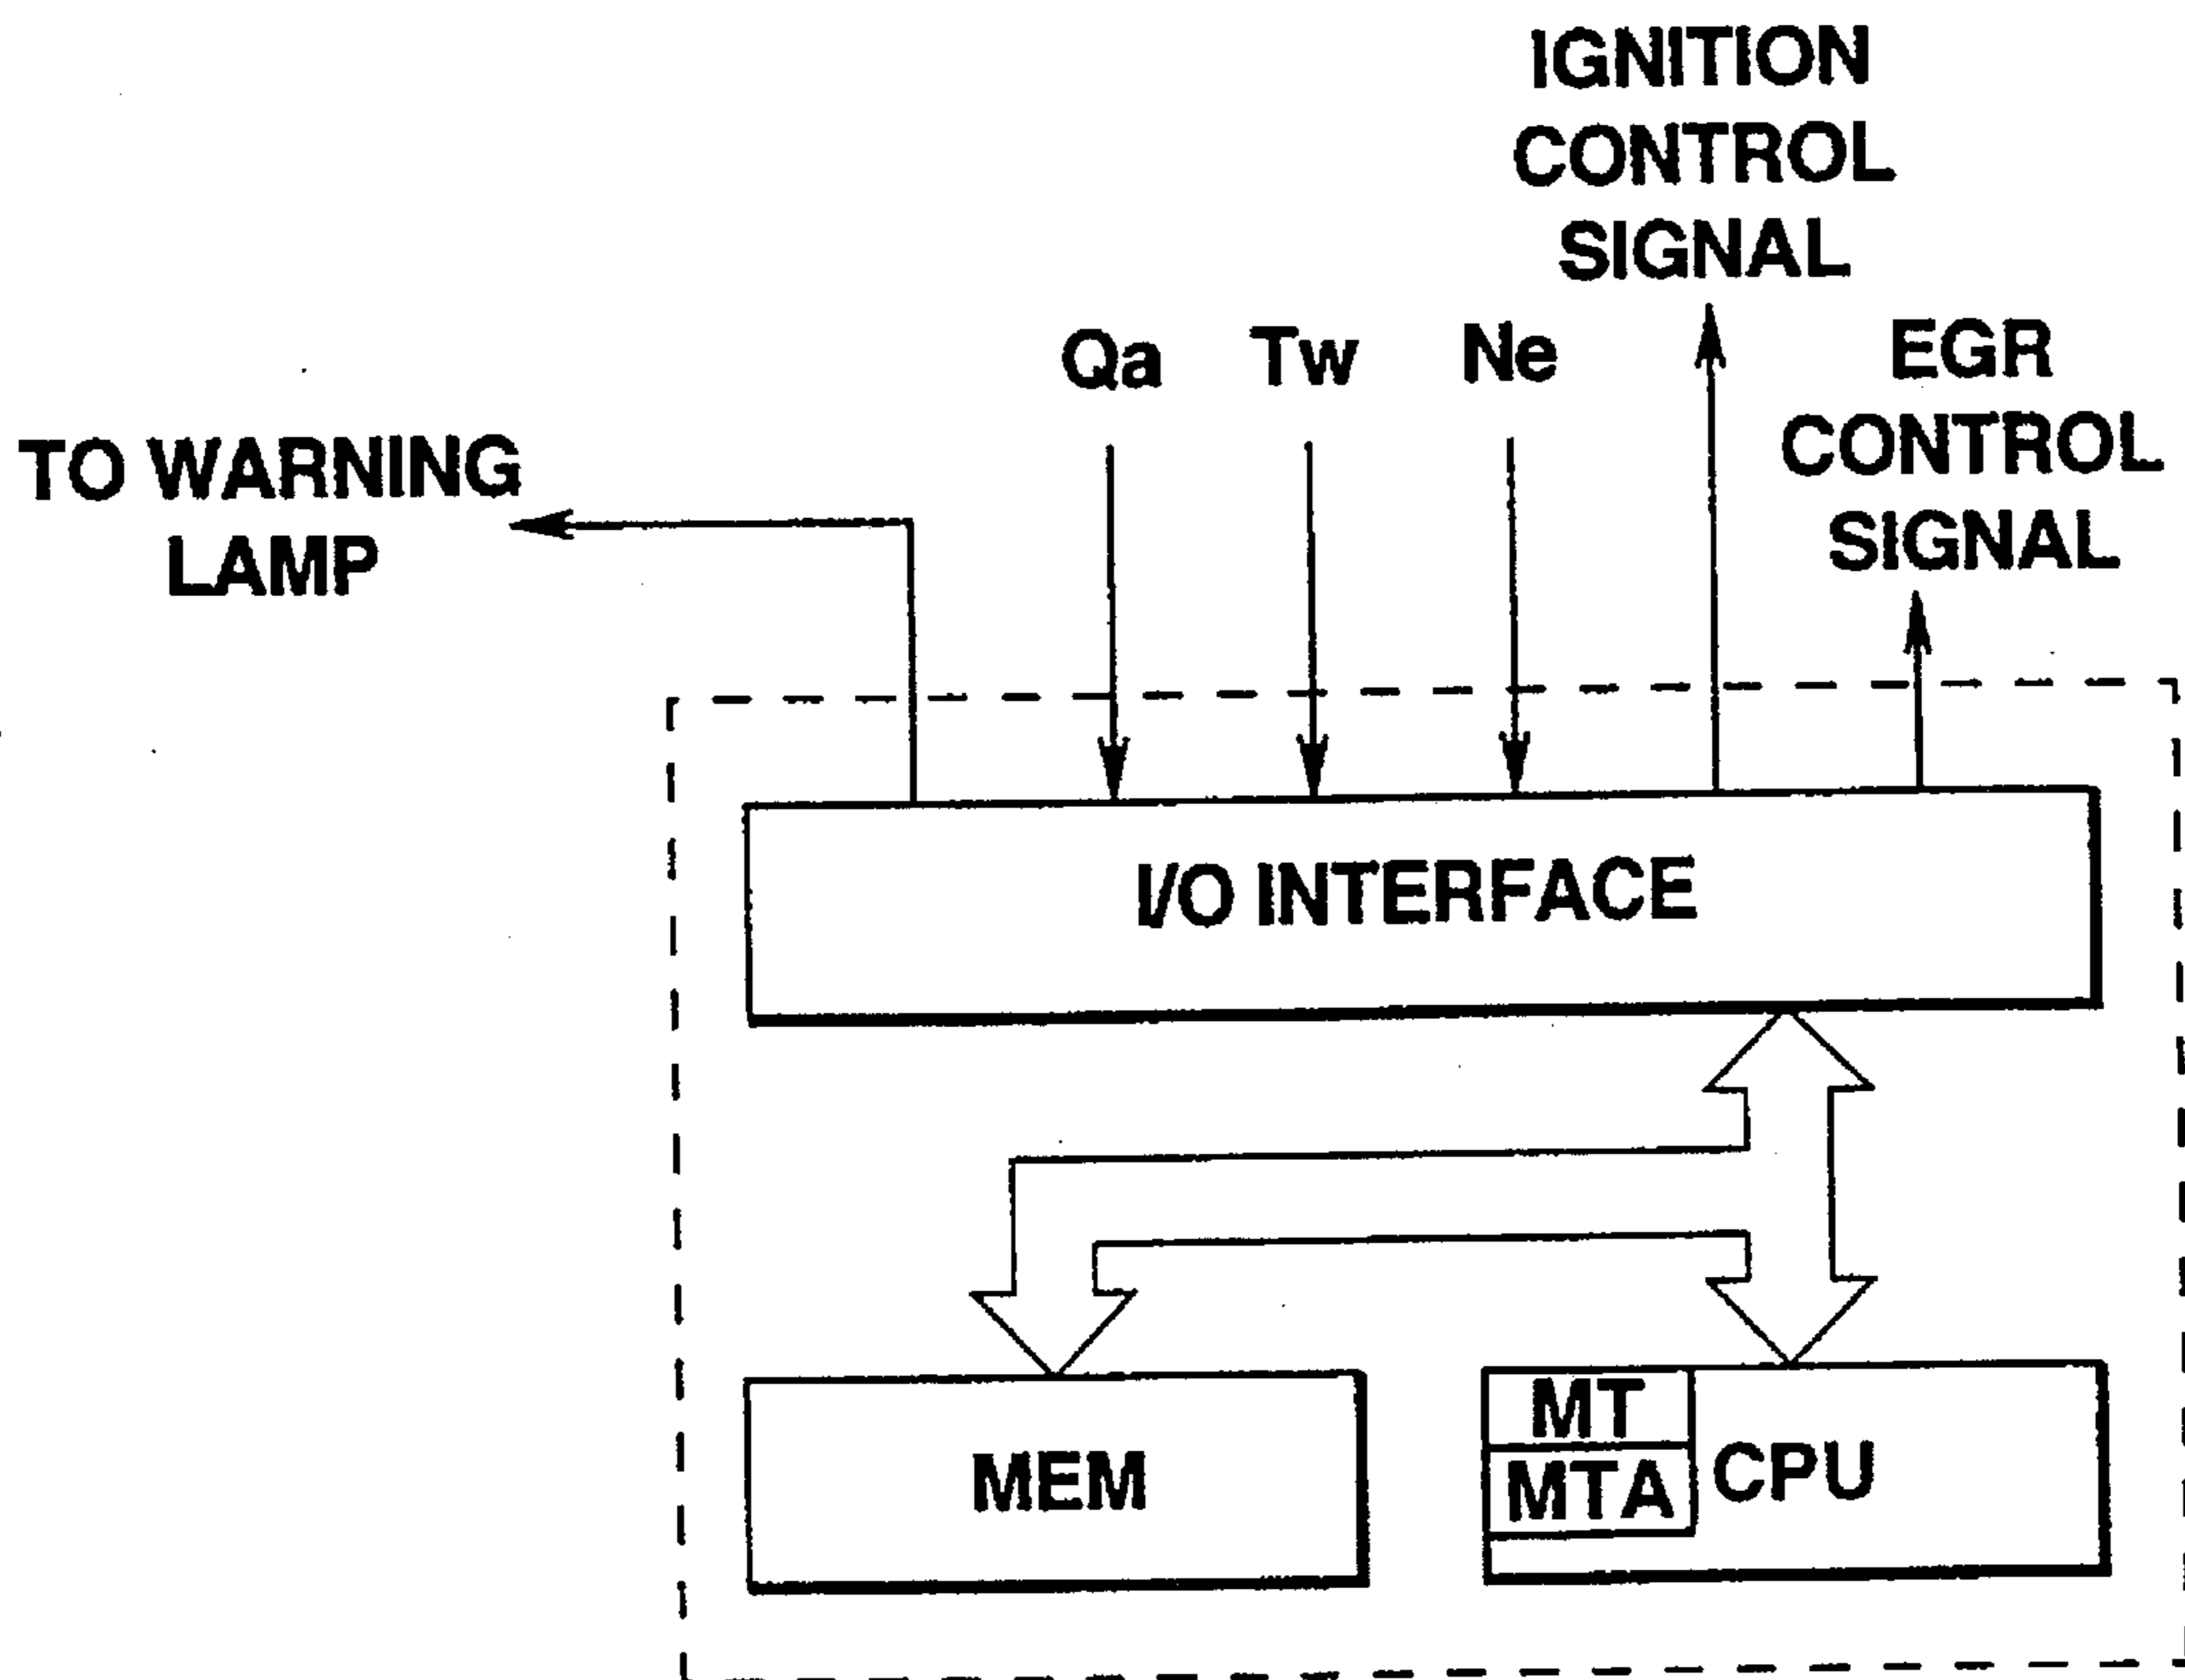 IGNITION
CONTROL
SIGNAL
Qa Tw Ne
EGR
CONTROL
SIGNAL
TO WARNING
LAMP
I/O INTERFACE
MEM
MT
MTA
CPU